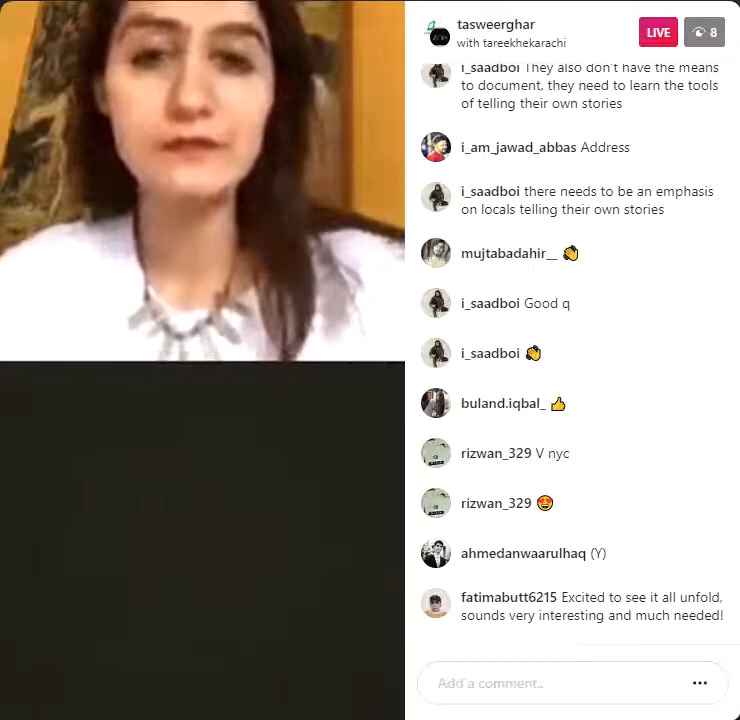 tasweerghar
with tareekhekarachi
LIVE
8
i_saadboi They also don't have the means
to document, they need to learn the tools
of telling their own stories
i_am_jawad_abbas Address
i_saadboi there needs to be an emphasis
on locals telling their own stories
mujtabadahir__ 👏
i_saadboi Good q
i_saadboi 👏
buland.iqbal_ 👍
rizwan_329 V nyc
rizwan_329 😍
ahmedanwaarulhaq (Y)
fatimabutt6215 Excited to see it all unfold,
sounds very interesting and much needed!
Add a comment..